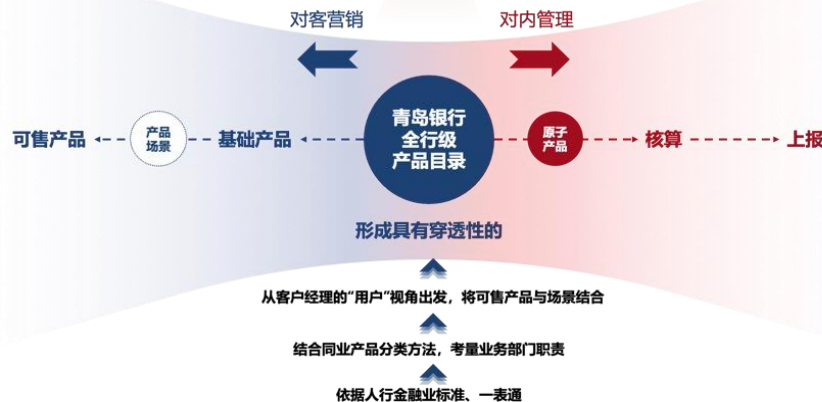 对客营销
对内管理
可售产品
产品
场景
基础产品
青岛银行
全行级
产品目录
原子
产品
核算
上报
形成具有穿透性的
从客户经理的“用户”视角出发，将可售产品与场景结合
结合同业产品分类方法，考量业务部门职责
依据人行金融业标准、一表通